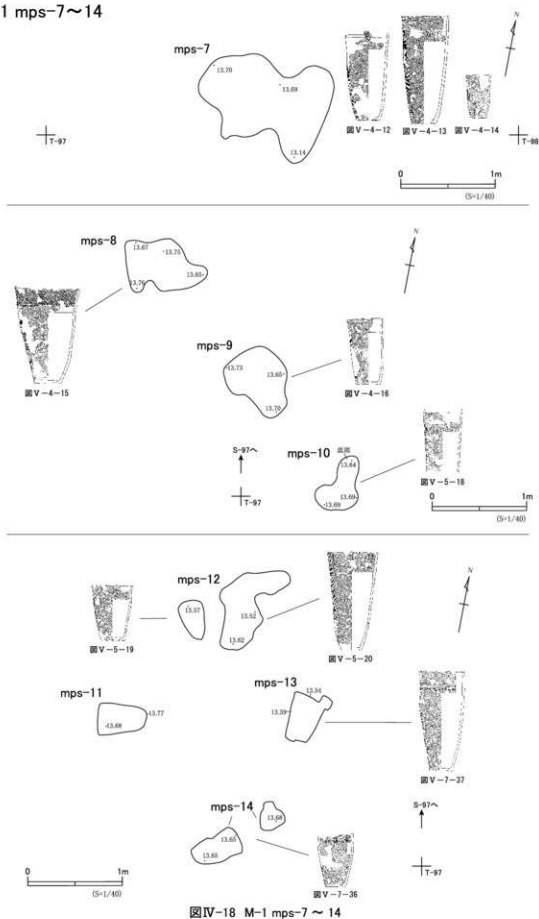 1 mps-7～14
mps-7
13.70
13.69
13.14
図Ⅴ-4-12
図Ⅴ-4-13
図Ⅴ-4-14
N
T-97
T-98
0 1m
(S=1/40)
mps-8
13.67
13.75
13.65
13.76
図Ⅴ-4-15
N
mps-9
13.73
13.65
13.70
図Ⅴ-4-16
S-97へ
T-97
mps-10
底部
13.64
13.69
13.69
図Ⅴ-5-18
0 1m
(S=1/40)
mps-12
13.57
13.52
13.62
図Ⅴ-5-19
図Ⅴ-5-20
N
mps-11
13.77
13.68
mps-13
13.54
13.39
図Ⅴ-7-37
mps-14
13.68
13.65
13.65
図Ⅴ-7-36
S-97へ
T-97
0 1m
(S=1/40)
図Ⅳ-18 M-1 mps-7 ～ 14